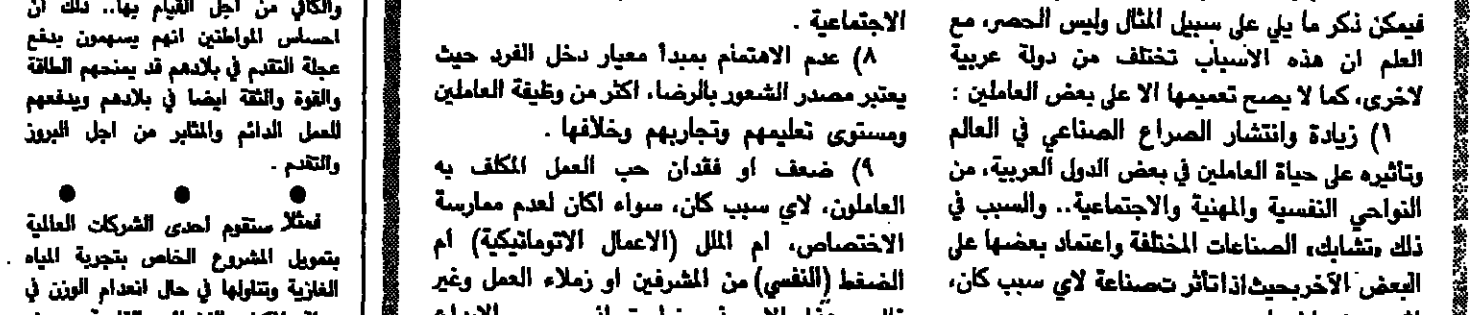 فيمكن ذكر ما يلي على سبيل المثال وليس الحصر، مع
العلم ان هذه الاسباب تختلف من دولة عربية
لاخرى، كما لا يصح تعميمها الا على بعض العاملين :
١) زيادة وانتشار الصراع الصناعي في العالم
وتأثيره على حياة العاملين في بعض الدول العربية، من
النواحي النفسية والمهنية والاجتماعية.. والسبب في
ذلك «تشابك» الصناعات المختلفة واعتماد بعضها على
البعض الآخر بحيث اذا تأثر تصناعة لاي سبب كان،
الاجتماعية .
٨) عدم الاهتمام بمبدأ معيار دخل الفرد حيث
يعتبر مصدر الشعور بالرضا، اكثر من وظيفة العاملين
ومستوى تعليمهم وتجاربهم وخلافها .
٩) ضعف او فقدان حب العمل المكلف به
العاملون، لاي سبب كان، سواء اكان لعدم ممارسة
الاختصاص، ام الملل (الاعمال الاتوماتيكية) ام
الضغط (النفسي) من المشرفين او زملاء العمل وغير
والكافي من اجل القيام بها.. ذلك ان
احساس المواطنين انهم يسهمون بدفع
عجلة التقدم في بلادهم قد يمنحهم الطاقة
والقوة والثقة ايضا في بلادهم ويدفعهم
للعمل الدائم والمثابر من اجل البروز
والتقدم .
● ● ●
فمثلا ستقوم احدى الشركات العالمية
بتمويل المشروع الخاص بتجربة المياه
الغازية وتناولها في حال انعدام الوزن في